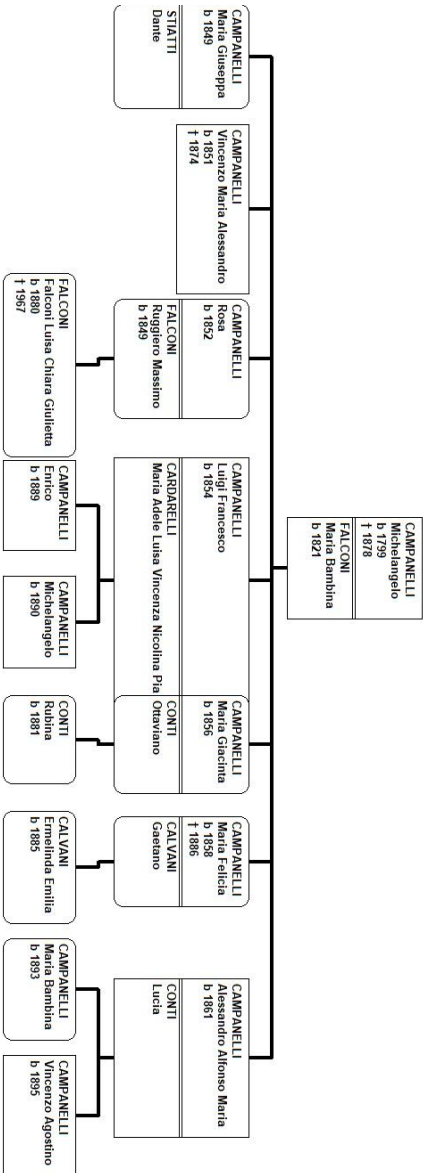 CAMPANELLI
Michelangelo
b 1799
† 1878
FALCONI
Maria Bambina
b 1821
CAMPANELLI
Maria Giuseppa
b 1849
STIATTI
Dante
CAMPANELLI
Vincenzo Maria Alessandro
b 1851
† 1874
CAMPANELLI
Rosa
b 1852
FALCONI
Ruggiero Massimo
b 1849
CAMPANELLI
Luigi Francesco
b 1854
CARDARELLI
Maria Adele Luisa Vincenza Nicolina Pia
CAMPANELLI
Maria Giacinta
b 1856
CONTI
Ottaviano
CAMPANELLI
Maria Felicia
b 1858
† 1886
CALVANI
Gaetano
CAMPANELLI
Alessandro Alfonso Maria
b 1861
CONTI
Lucia
FALCONI
Falconi Luisa Chiara Giulietta
b 1880
† 1967
CAMPANELLI
Enrico
b 1889
CAMPANELLI
Michelangelo
b 1890
CONTI
Rubina
b 1881
CALVANI
Ermelinda Emilia
b 1885
CAMPANELLI
Maria Bambina
b 1893
CAMPANELLI
Vincenzo Agostino
b 1895